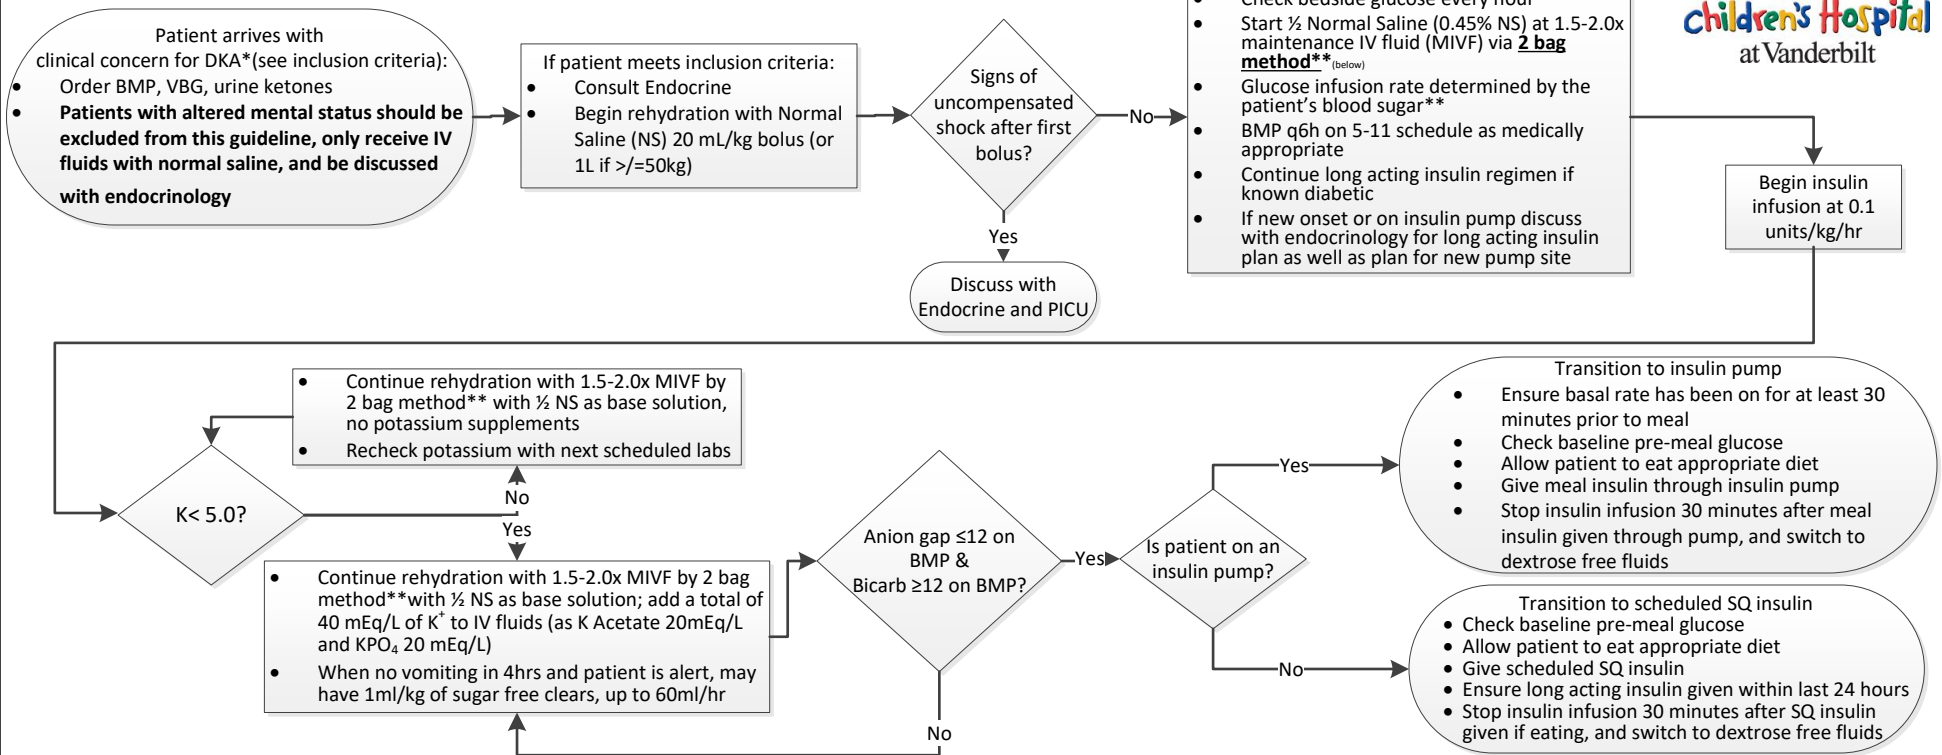 Patient arrives with
clinical concern for DKA*(see inclusion criteria):
• Order BMP, VBG, urine ketones
• Patients with altered mental status should be
excluded from this guideline, only receive IV
fluids with normal saline, and be discussed
with endocrinology
If patient meets inclusion criteria:
• Consult Endocrine
• Begin rehydration with Normal
Saline (NS) 20 mL/kg bolus (or
1L if >/=50kg)
Signs of
uncompensated
shock after first
bolus?
No
Yes
Discuss with
Endocrine and PICU
• Check bedside glucose every hour
• Start ½ Normal Saline (0.45% NS) at 1.5-2.0x
maintenance IV fluid (MIVF) via 2 bag
method**(below)
• Glucose infusion rate determined by the
patient's blood sugar**
• BMP q6h on 5-11 schedule as medically
appropriate
• Continue long acting insulin regimen if
known diabetic
• If new onset or on insulin pump discuss
with endocrinology for long acting insulin
plan as well as plan for new pump site
Children's Hospital
at Vanderbilt
Begin insulin
infusion at 0.1
units/kg/hr
K< 5.0?
• Continue rehydration with 1.5-2.0x MIVF by
2 bag method** with ½ NS as base solution,
no potassium supplements
• Recheck potassium with next scheduled labs
No
Yes
• Continue rehydration with 1.5-2.0x MIVF by 2 bag
method**with ½ NS as base solution; add a total of
40 mEq/L of K⁺ to IV fluids (as K Acetate 20mEq/L
and KPO₄ 20 mEq/L)
• When no vomiting in 4hrs and patient is alert, may
have 1ml/kg of sugar free clears, up to 60ml/hr
Anion gap ≤12 on
BMP &
Bicarb ≥12 on BMP?
Yes
No
Is patient on an
insulin pump?
Yes
No
Transition to insulin pump
• Ensure basal rate has been on for at least 30
minutes prior to meal
• Check baseline pre-meal glucose
• Allow patient to eat appropriate diet
• Give meal insulin through insulin pump
• Stop insulin infusion 30 minutes after meal
insulin given through pump, and switch to
dextrose free fluids
Transition to scheduled SQ insulin
• Check baseline pre-meal glucose
• Allow patient to eat appropriate diet
• Give scheduled SQ insulin
• Ensure long acting insulin given within last 24 hours
• Stop insulin infusion 30 minutes after SQ insulin
given if eating, and switch to dextrose free fluids